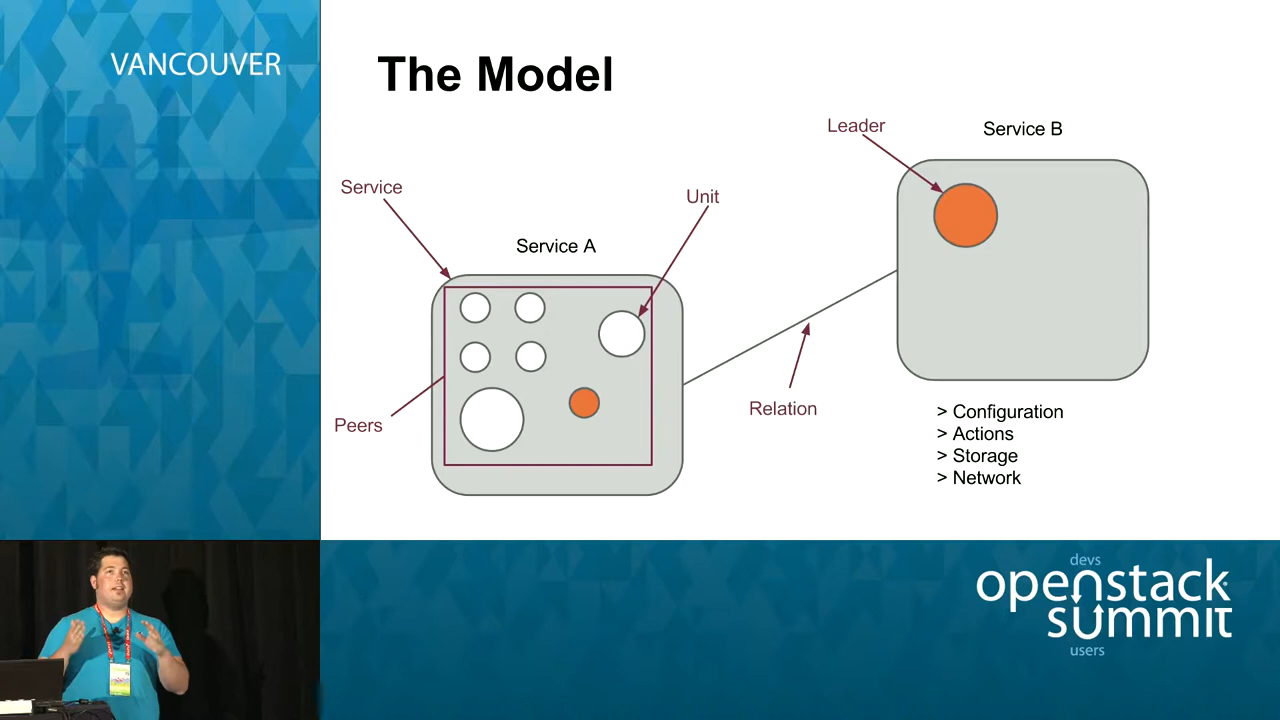 VANCOUVER
The Model
Leader
Service B
Service
Unit
Service A
Peers
Relation
> Configuration
> Actions
> Storage
> Network
devs
openstack
summit
users